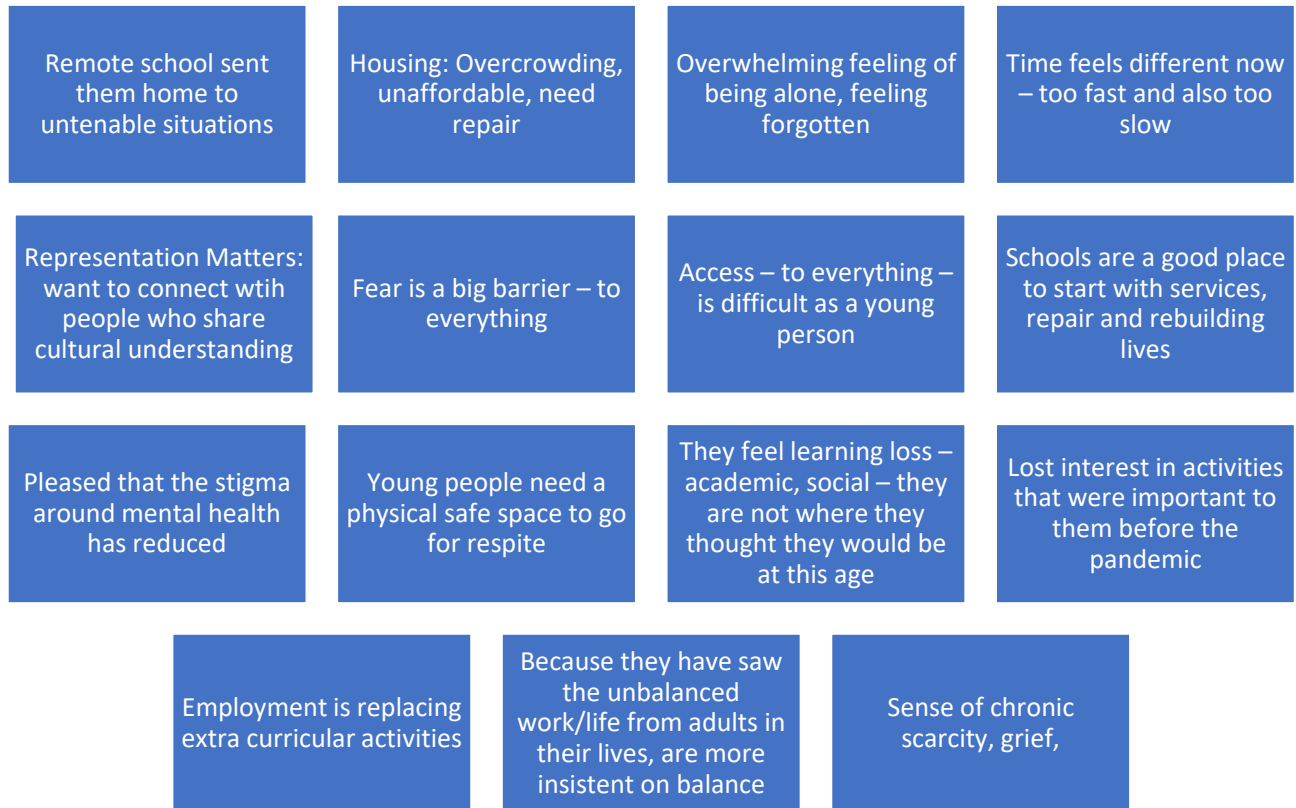 Remote school sent
them home to
untenable situations
Housing: Overcrowding,
unaffordable, need
repair
Overwhelming feeling of
being alone, feeling
forgotten
Time feels different now
– too fast and also too
slow
Representation Matters:
want to connect wtih
people who share
cultural understanding
Fear is a big barrier – to
everything
Access – to everything –
is difficult as a young
person
Schools are a good place
to start with services,
repair and rebuilding
lives
Pleased that the stigma
around mental health
has reduced
Young people need a
physical safe space to go
for respite
They feel learning loss –
academic, social – they
are not where they
thought they would be
at this age
Lost interest in activities
that were important to
them before the
pandemic
Employment is replacing
extra curricular activities
Because they have saw
the unbalanced
work/life from adults in
their lives, are more
insistent on balance
Sense of chronic
scarcity, grief,